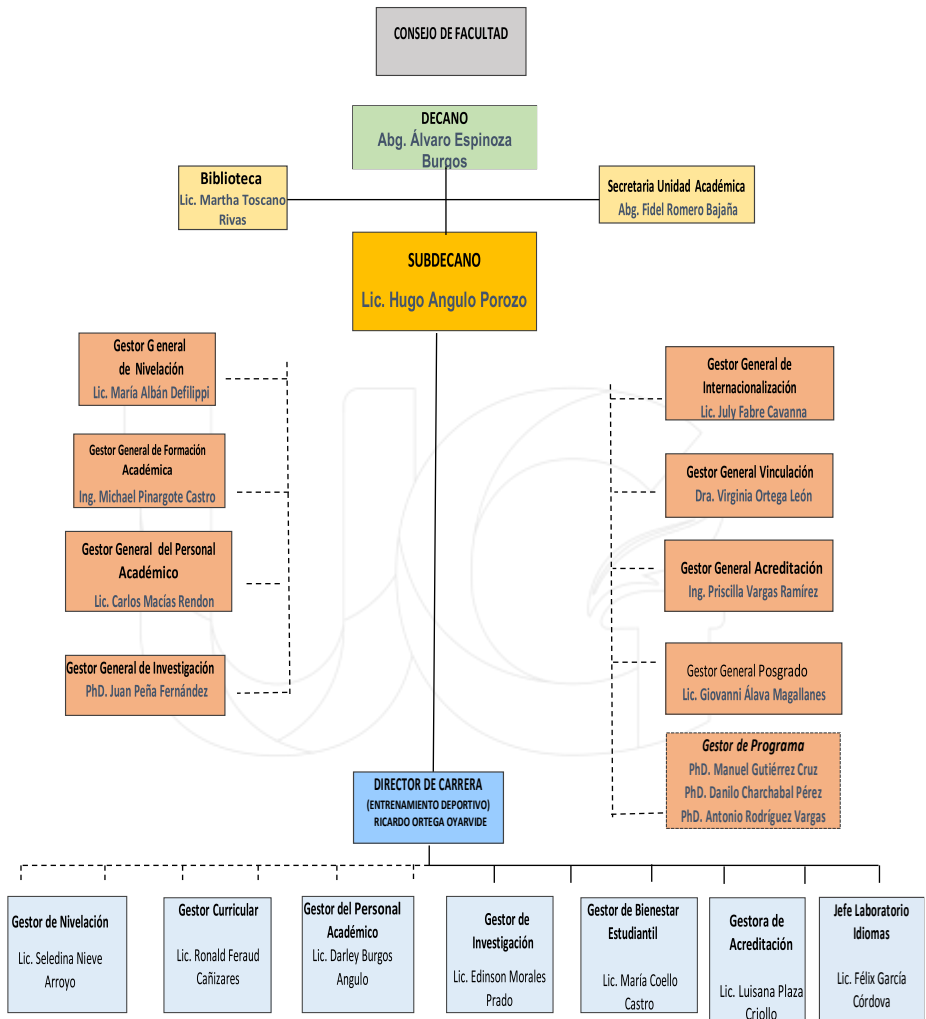 CONSEJO DE FACULTAD
DECANO
Abg. Álvaro Espinoza
Burgos
Biblioteca
Lic. Martha Toscano
Rivas
Secretaria Unidad Académica
Abg. Fidel Romero Bajaña
SUBDECANO
Lic. Hugo Angulo Porozo
Gestor G eneral
de Nivelación
Lic. María Albán Defilippi
Gestor General de Formación
Académica
Ing. Michael Pinargote Castro
Gestor General del Personal
Académico
Lic. Carlos Macías Rendon
Gestor General de Investigación
PhD. Juan Peña Fernández
Gestor General de
Internacionalización
Lic. July Fabre Cavanna
Gestor General Vinculación
Dra. Virginia Ortega León
Gestor General Acreditación
Ing. Priscilla Vargas Ramírez
Gestor General Posgrado
Lic. Giovanni Álava Magallanes
Gestor de Programa
PhD. Manuel Gutiérrez Cruz
PhD. Danilo Charchabal Pérez
PhD. Antonio Rodríguez Vargas
DIRECTOR DE CARRERA
(ENTRENAMIENTO DEPORTIVO)
RICARDO ORTEGA OYARVIDE
Gestor de Nivelación
Lic. Seledina Nieve
Arroyo
Gestor Curricular
Lic. Ronald Feraud
Cañizares
Gestor del Personal
Académico
Lic. Darley Burgos
Angulo
Gestor de
Investigación
Lic. Edinson Morales
Prado
Gestor de Bienestar
Estudiantil
Lic. María Coello
Castro
Gestora de
Acreditación
Lic. Luisana Plaza
Criollo
Jefe Laboratorio
Idiomas
Lic. Félix García
Córdova
UG